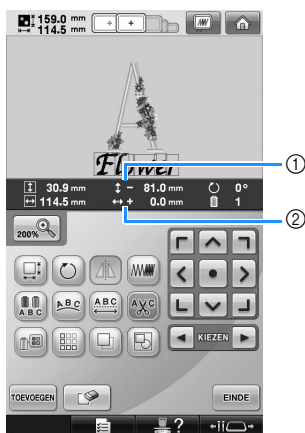 159.0 mm
114.5 mm
+ +
A
Flower
30.9 mm - 81.0 mm 0°
114.5 mm + 0.0 mm 1
①
②
200%
A B C A B C ABC A C
KIEZEN
TOEVOEGEN EINDE
?